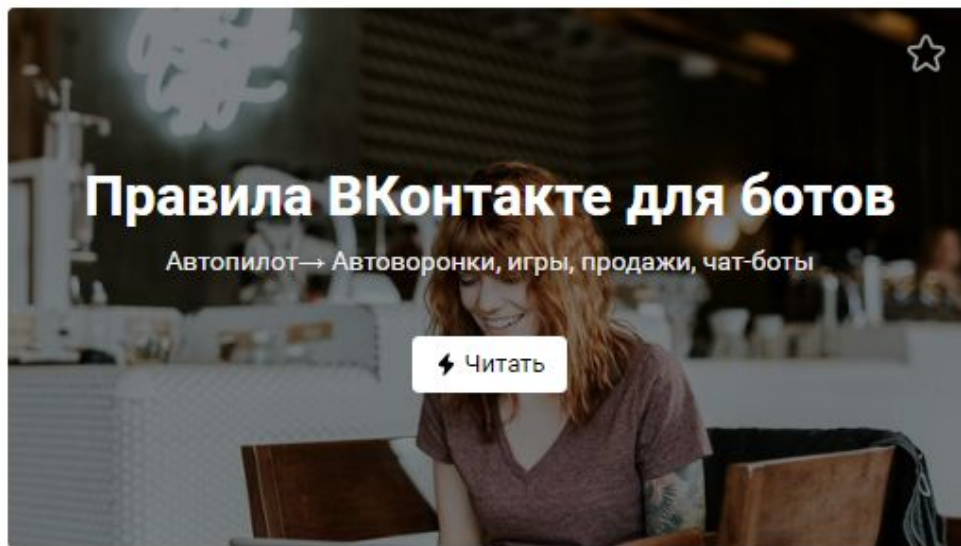 Правила ВКонтакте для ботов
Автопилот→ Автоворонки, игры, продажи, чат-боты
Читать